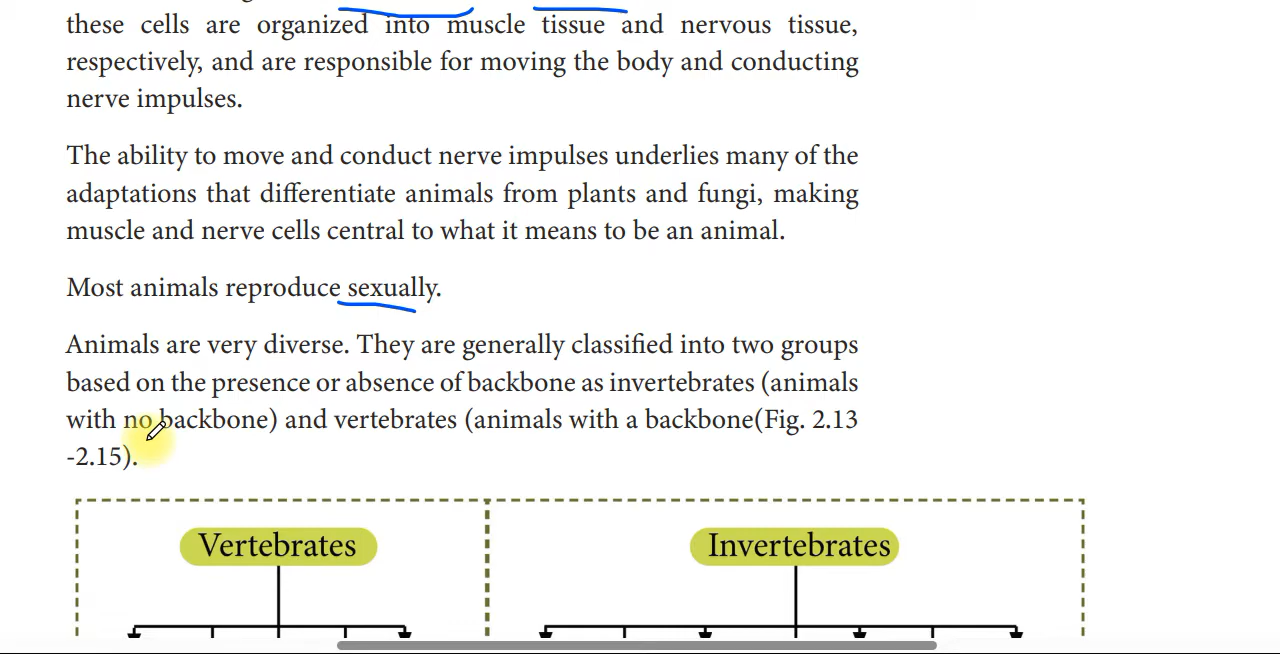 these cells are organized into muscle tissue and nervous tissue,
respectively, and are responsible for moving the body and conducting
nerve impulses.
The ability to move and conduct nerve impulses underlies many of the
adaptations that differentiate animals from plants and fungi, making
muscle and nerve cells central to what it means to be an animal.
Most animals reproduce sexually.
Animals are very diverse. They are generally classified into two groups
based on the presence or absence of backbone as invertebrates (animals
with no backbone) and vertebrates (animals with a backbone(Fig. 2.13
-2.15).
Vertebrates
Invertebrates